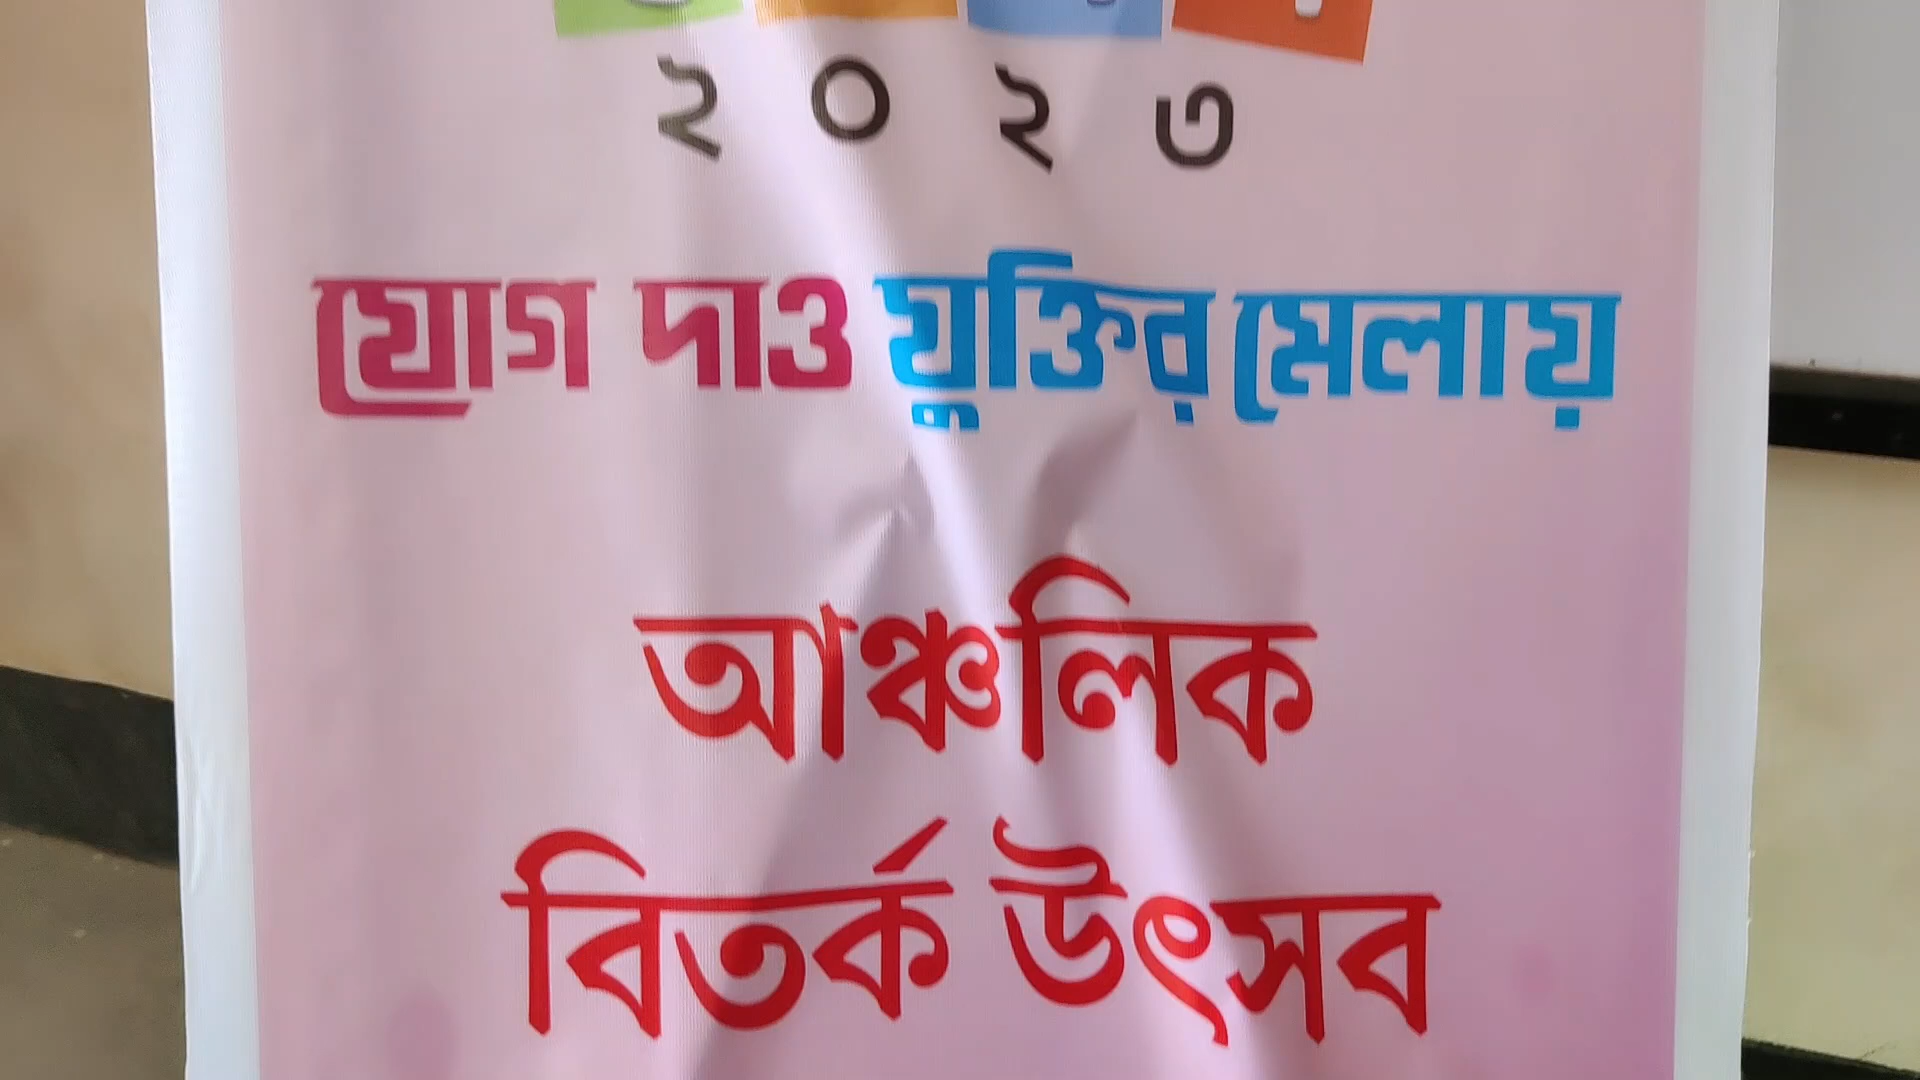 ২০২৩
যোগ দাও যুক্তির মেলায়
আঞ্চলিক
বিতর্ক উৎসব